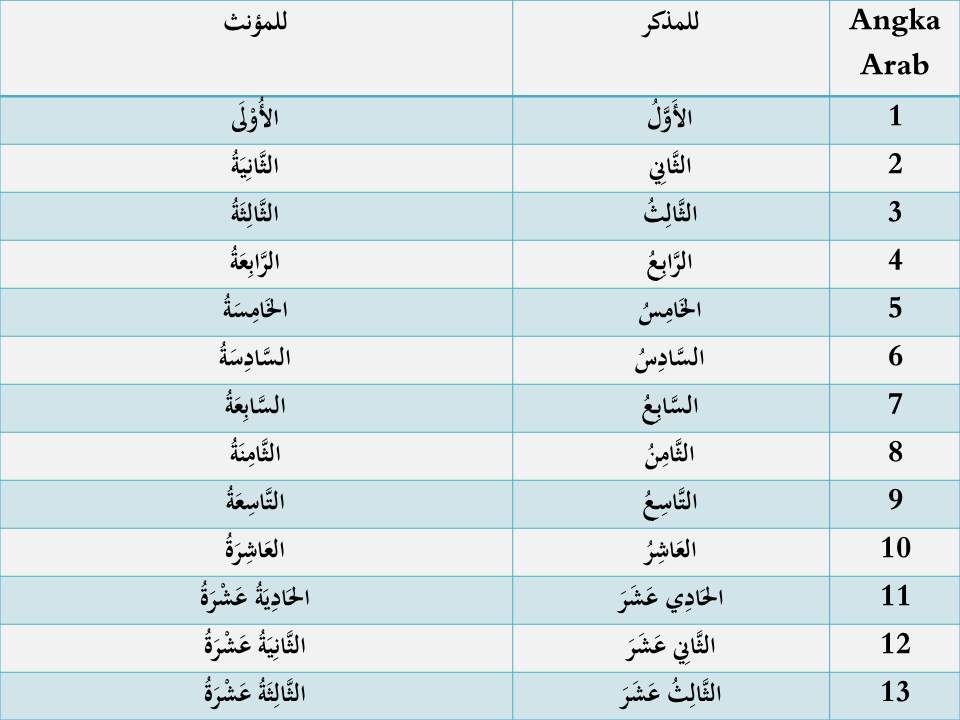 للمؤنث للمذكر Angka Arab
الأُوْلَى الأَوَّلُ 1
الثَّانِيَةُ الثَّانِي 2
الثَّالِثَةُ الثَّالِثُ 3
الرَّابِعَةُ الرَّابِعُ 4
الخَامِسَةُ الخَامِسُ 5
السَّادِسَةُ السَّادِسُ 6
السَّابِعَةُ السَّابِعُ 7
الثَّامِنَةُ الثَّامِنُ 8
التَّاسِعَةُ التَّاسِعُ 9
العَاشِرَةُ العَاشِرُ 10
الحَادِيَةُ عَشْرَةُ الحَادِي عَشَرَ 11
الثَّانِيَةُ عَشْرَةُ الثَّانِي عَشَرَ 12
الثَّالِثَةُ عَشْرَةُ الثَّالِثُ عَشَرَ 13